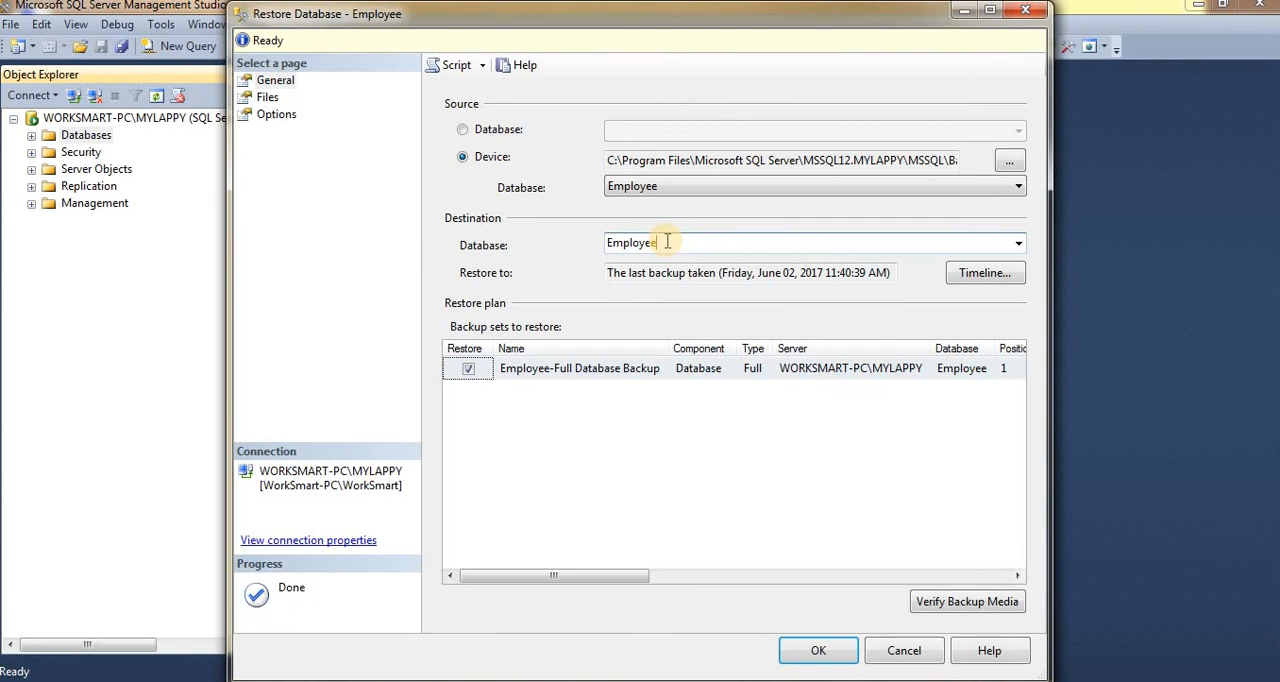 Microsoft SQL Server Management Studio
Restore Database - Employee
File Edit View Debug Tools Window
Ready
New Query
Select a page
Script Help
Object Explorer
General
Connect
Files
Source
Options
WORKSMART-PC\MYLAPPY (SQL Se
Database:
Databases
Device: C:\Program Files\Microsoft SQL Server\MSSQL12.MYLAPPY\MSSQL\Ba ...
Security
Server Objects
Database: Employee
Replication
Management
Destination
Database: Employee
Restore to: The last backup taken (Friday, June 02, 2017 11:40:39 AM) Timeline...
Restore plan
Backup sets to restore:
Restore Name Component Type Server Database Positic
Employee-Full Database Backup Database Full WORKSMART-PC\MYLAPPY Employee 1
Connection
WORKSMART-PC\MYLAPPY
[WorkSmart-PC\WorkSmart]
View connection properties
Progress
Done
Verify Backup Media
OK Cancel Help
Ready